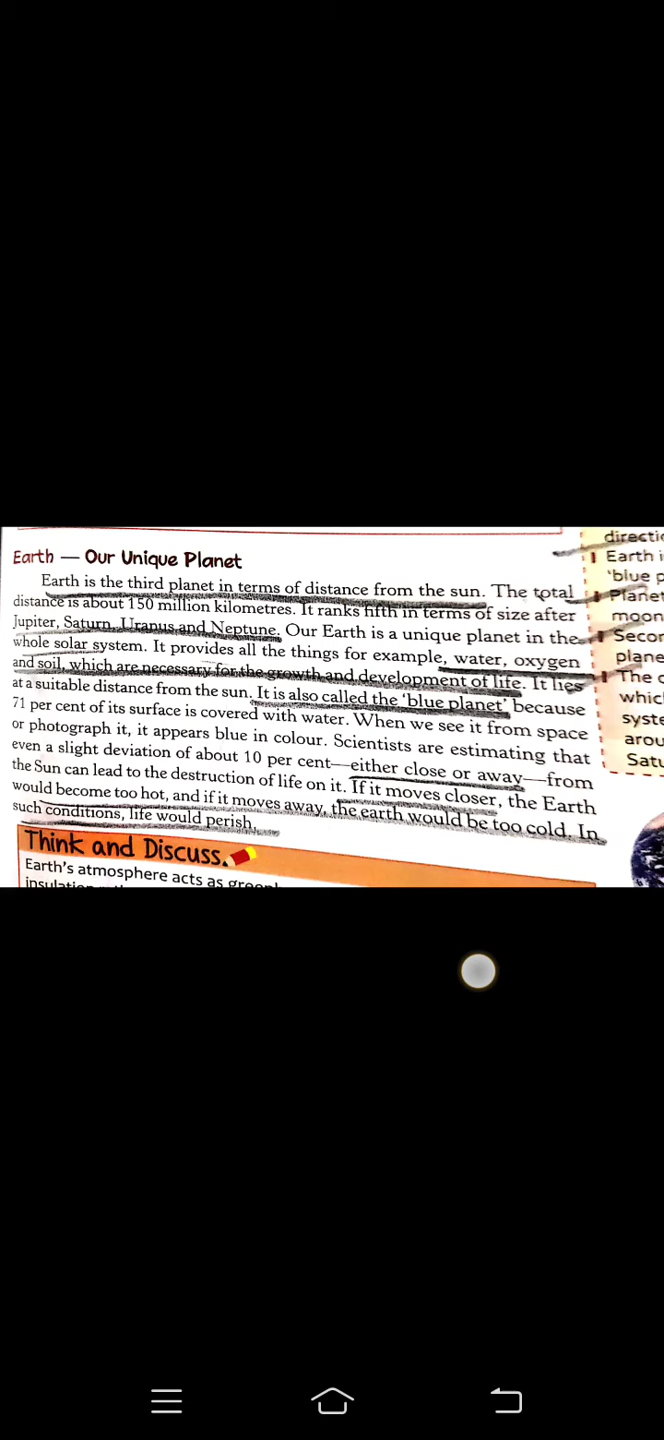 Earth — Our Unique Planet
Earth is the third planet in terms of distance from the sun. The total
distance is about 150 million kilometres. It ranks fifth in terms of size after
Jupiter, Saturn, Uranus and Neptune. Our Earth is a unique planet in the
whole solar system. It provides all the things for example, water, oxygen
and soil, which are necessary for the growth and development of life. It lies
at a suitable distance from the sun. It is also called the ‘blue planet’ because
71 per cent of its surface is covered with water. When we see it from space
or photograph it, it appears blue in colour. Scientists are estimating that
even a slight deviation of about 10 per cent—either close or away—from
the Sun can lead to the destruction of life on it. If it moves closer, the Earth
would become too hot, and if it moves away, the earth would be too cold. In
such conditions, life would perish.
Think and Discuss
Earth’s atmosphere acts as
directi
Earth i
‘blue p
Planet
moon
Secon
plane
The o
which
syste
arou
Satu